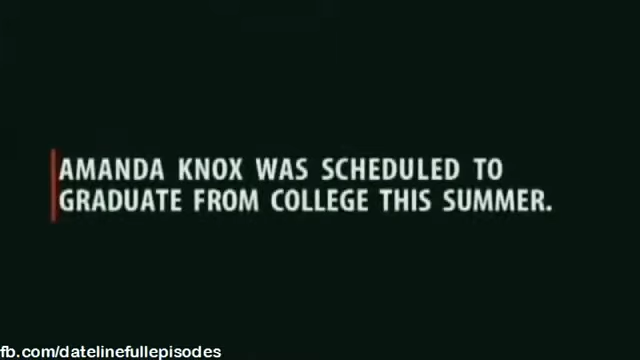 AMANDA KNOX WAS SCHEDULED TO
GRADUATE FROM COLLEGE THIS SUMMER.
fb.com/datelinefullepisodes